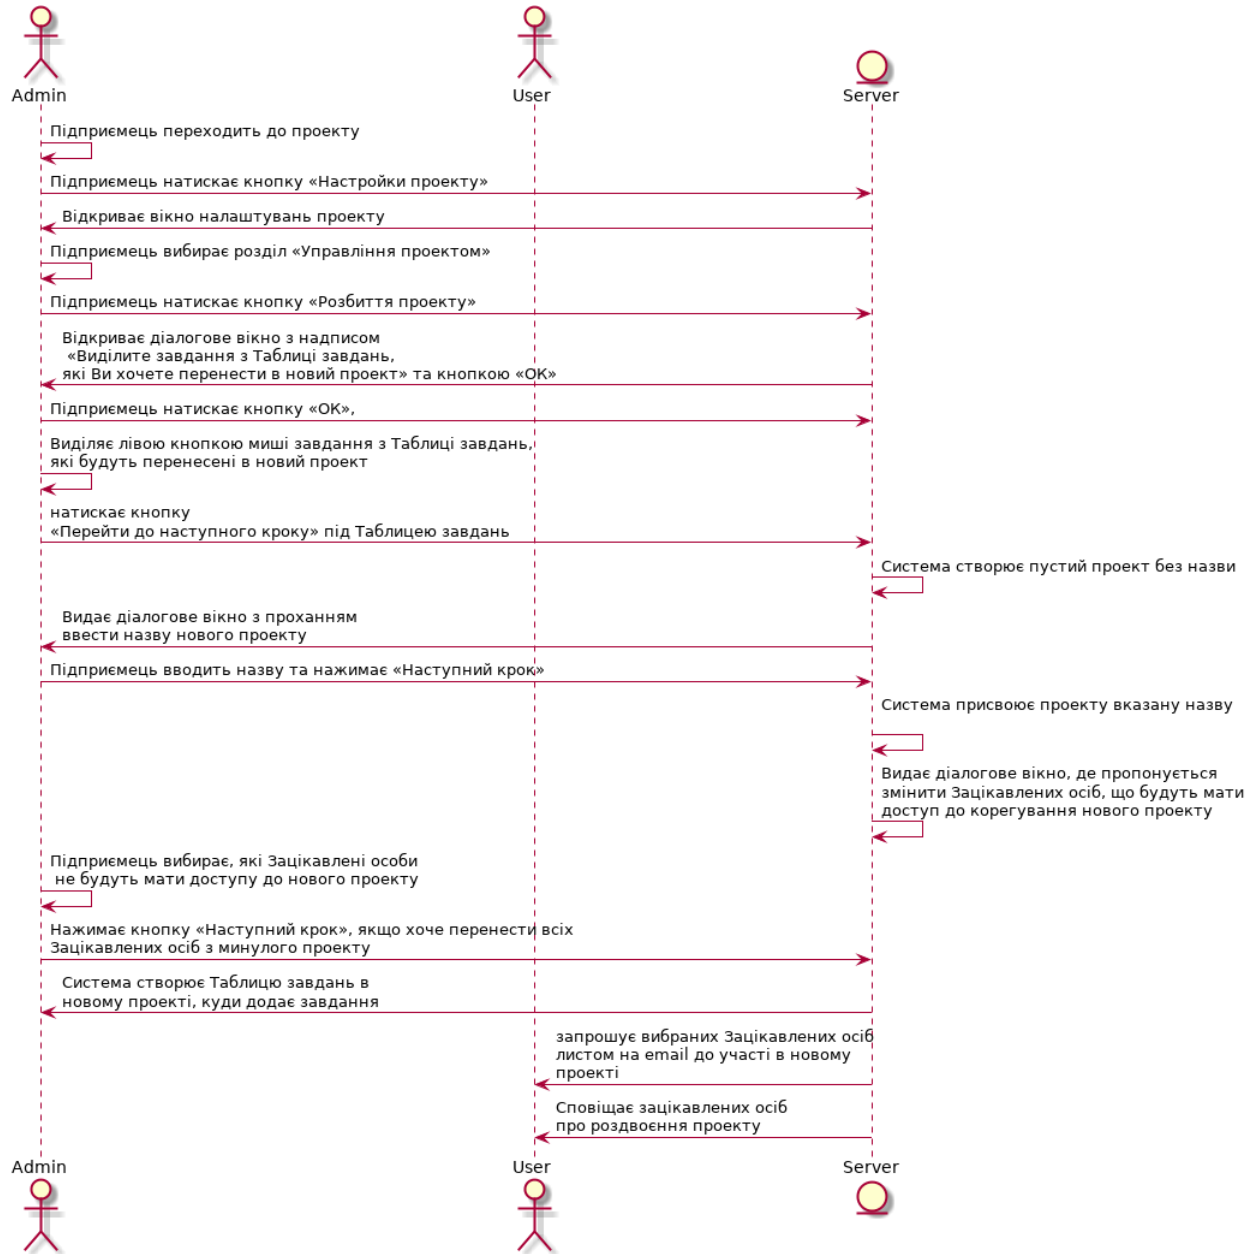 Admin
User
Server
Підприємець переходить до проекту
Підприємець натискає кнопку «Настройки проекту»
Відкриває вікно налаштувань проекту
Підприємець вибирає розділ «Управління проектом»
Підприємець натискає кнопку «Розбиття проекту»
Відкриває діалогове вікно з надписом
«Виділите завдання з Таблиці завдань,
які Ви хочете перенести в новий проект» та кнопкою «ОК»
Підприємець натискає кнопку «ОК»,
Виділяє лівою кнопкою миші завдання з Таблиці завдань,
які будуть перенесені в новий проект
натискає кнопку
«Перейти до наступного кроку» під Таблицею завдань
Система створює пустий проект без назви
Видає діалогове вікно з проханням
ввести назву нового проекту
Підприємець вводить назву та нажимає «Наступний крок»
Система присвоює проекту вказану назву
Видає діалогове вікно, де пропонується
змінити Зацікавлених осіб, що будуть мати
доступ до корегування нового проекту
Підприємець вибирає, які Зацікавлені особи
не будуть мати доступу до нового проекту
Нажимає кнопку «Наступний крок», якщо хоче перенести всіх
Зацікавлених осіб з минулого проекту
Система створює Таблицю завдань в
новому проекті, куди додає завдання
запрошує вибраних Зацікавлених осіб
листом на email до участі в новому
проекті
Сповіщає зацікавлених осіб
про роздвоєння проекту
Admin
User
Server